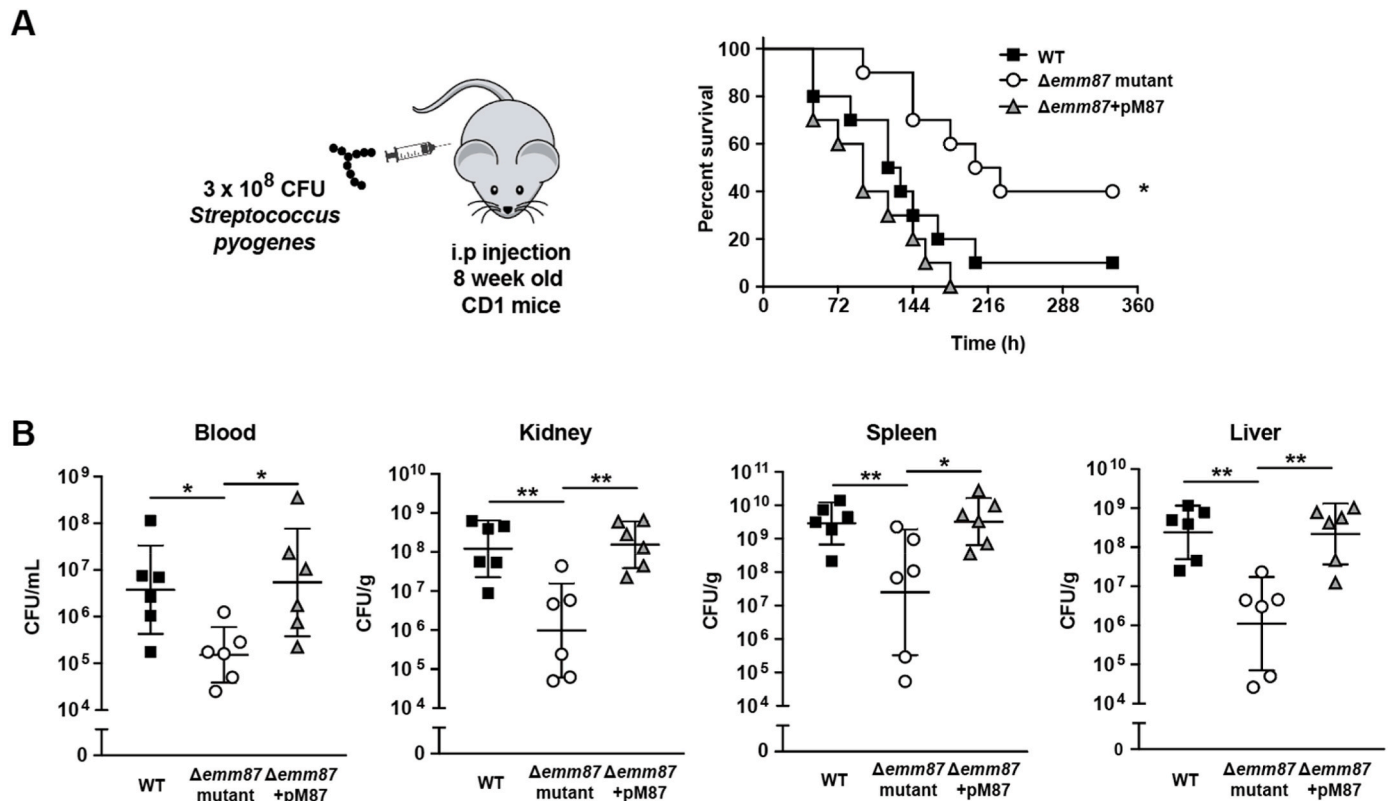 A
3 x 10⁸ CFU
Streptococcus
pyogenes
i.p injection
8 week old
CD1 mice
Percent survival
100
80
60
40
20
0
0 72 144 216 288 360
Time (h)
WT
Δemm87 mutant
Δemm87+pM87
*
B
Blood
CFU/mL
10⁹
10⁸
10⁷
10⁶
10⁵
10⁴
0
* *
WT Δemm87 mutant Δemm87 +pM87
Kidney
CFU/g
10¹⁰
10⁹
10⁸
10⁷
10⁶
10⁵
10⁴
0
** **
WT Δemm87 mutant Δemm87 +pM87
Spleen
CFU/g
10¹¹
10¹⁰
10⁹
10⁸
10⁷
10⁶
10⁵
10⁴
0
** *
WT Δemm87 mutant Δemm87 +pM87
Liver
CFU/g
10¹⁰
10⁹
10⁸
10⁷
10⁶
10⁵
10⁴
0
** **
WT Δemm87 mutant Δemm87 +pM87